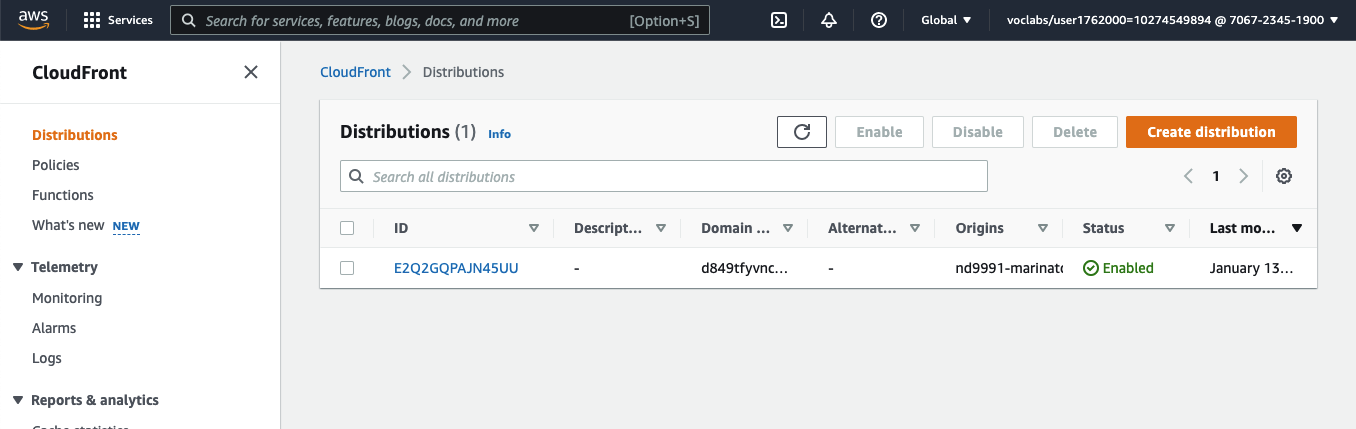 aws Services Search for services, features, blogs, docs, and more [Option+S] Global voclabs/user1762000=10274549894 @ 7067-2345-1900
CloudFront
Distributions
Policies
Functions
What's new NEW
Telemetry
Monitoring
Alarms
Logs
Reports & analytics
Cache statistics
CloudFront Distributions
Distributions (1) Info Enable Disable Delete Create distribution
Search all distributions 1
ID Descript... Domain ... Alternat... Origins Status Last mo...
E2Q2GQPAJN45UU - d849tfyvnc... - nd9991-marinato Enabled January 13...